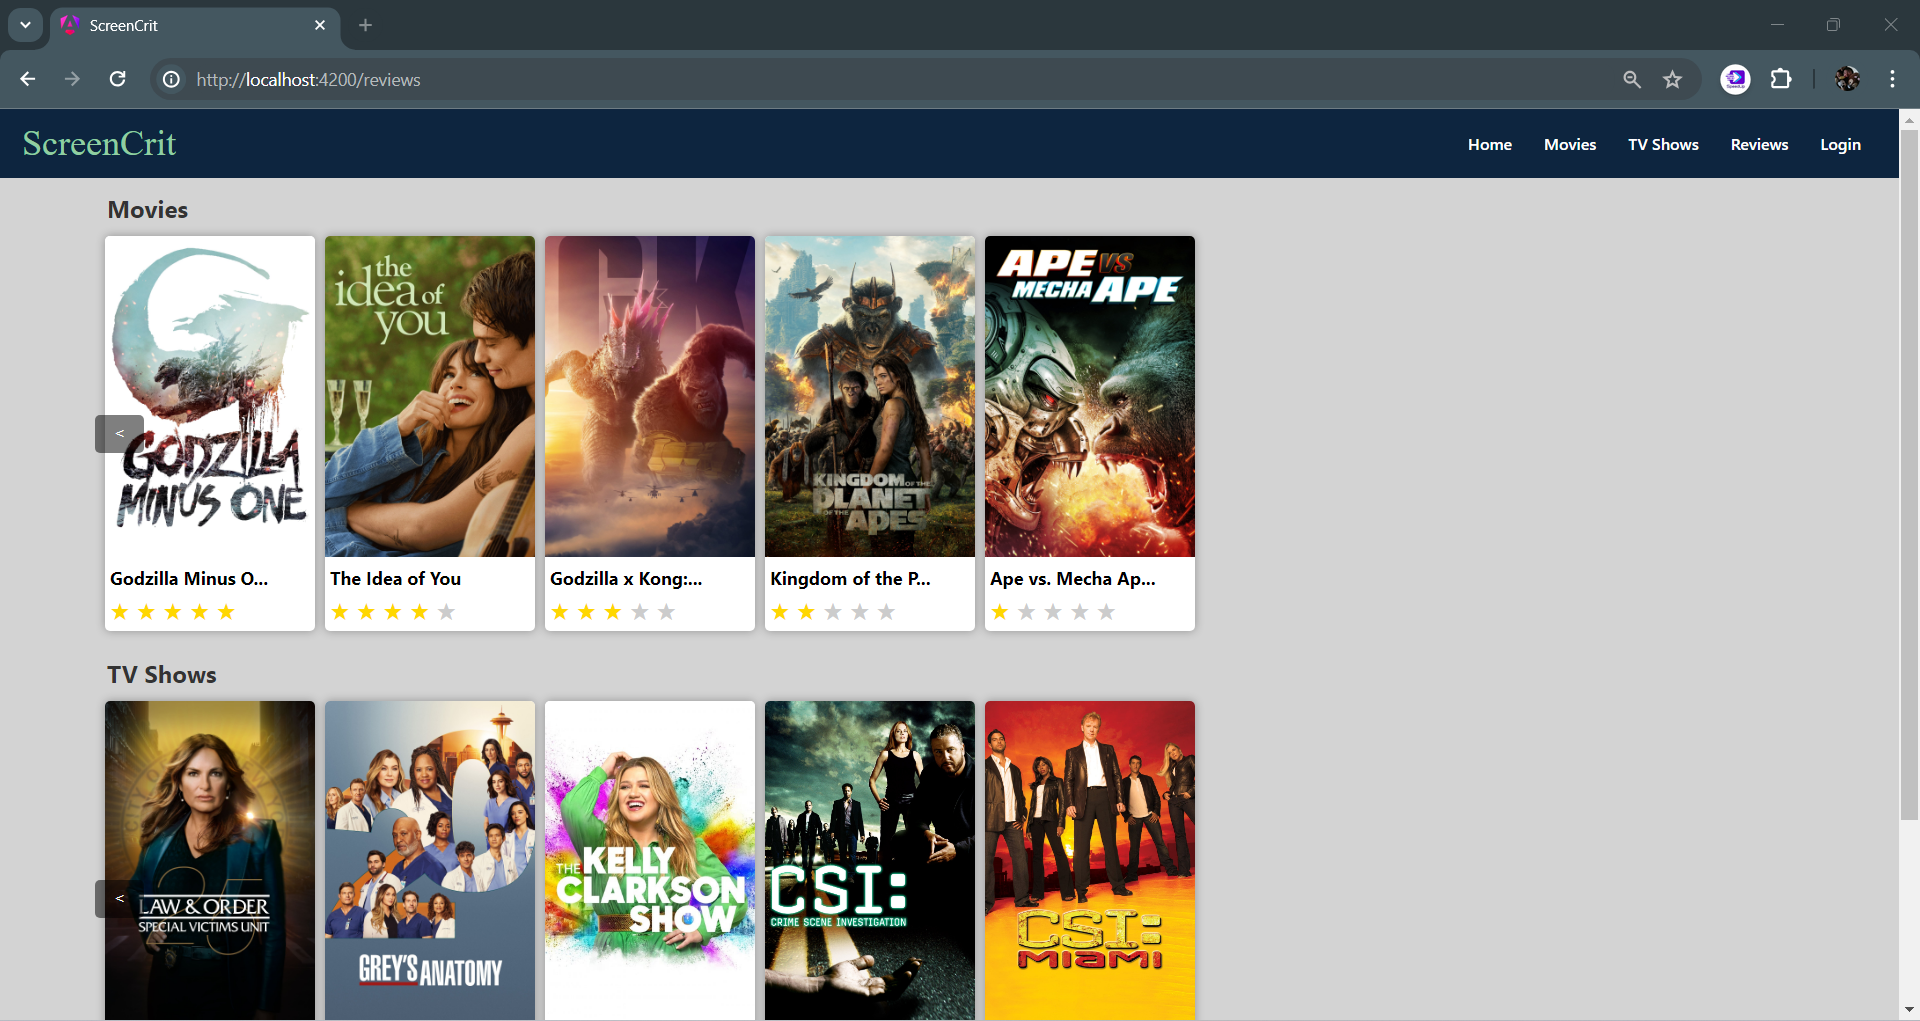 ScreenCrit
http://localhost:4200/reviews
ScreenCrit
Home Movies TV Shows Reviews Login
Movies
<
GODZILLA
MINUS ONE
the
idea of
you
GK
KINGDOM OF THE
PLANET
OF THE
APES
APE VS
MECHA APE
Godzilla Minus O...
The Idea of You
Godzilla x Kong:...
Kingdom of the P...
Ape vs. Mecha Ap...
TV Shows
<
25
LAW & ORDER
SPECIAL VICTIMS UNIT
GREY'S ANATOMY
THE KELLY
CLARKSON
SHOW
CSI:
CRIME SCENE INVESTIGATION
CSI:
MIAMI